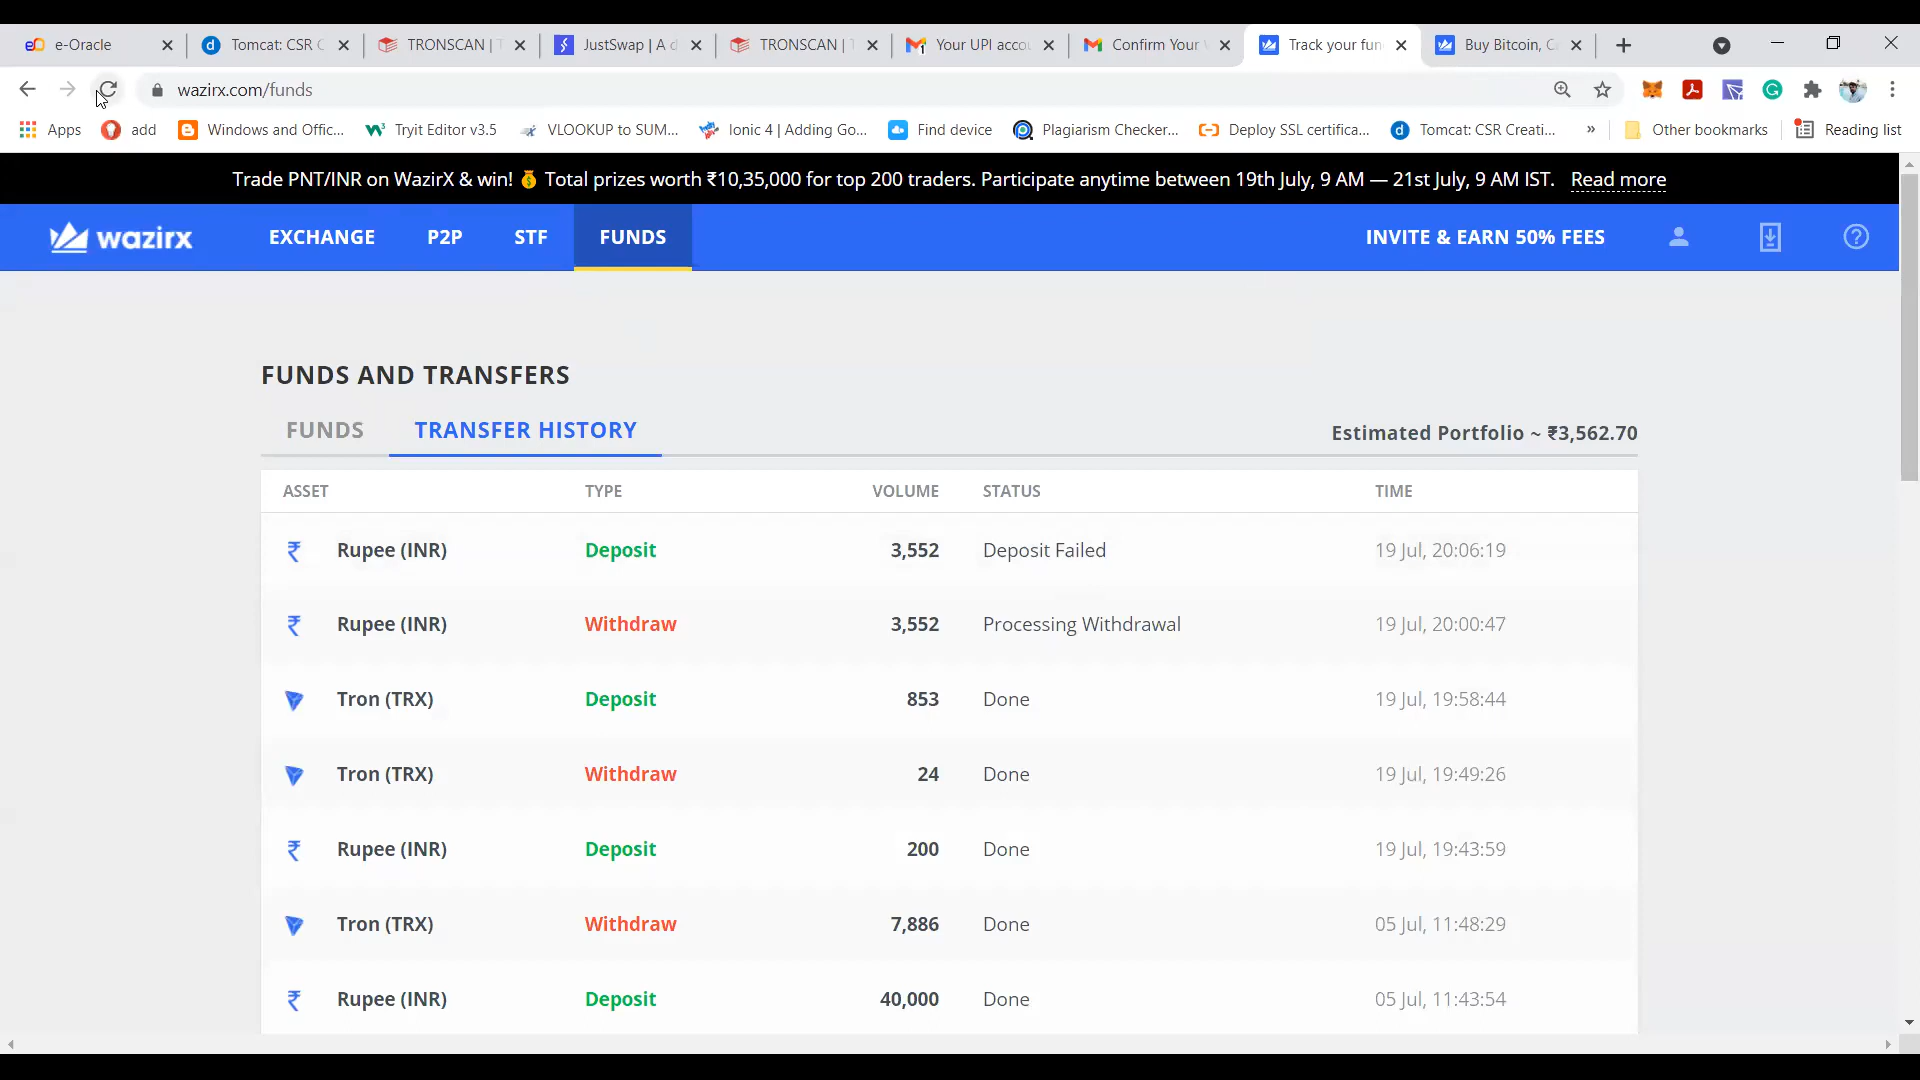 e-Oracle
Tomcat: CSR C
TRONSCAN | T
JustSwap | A d
TRONSCAN | T
Your UPI accou
Confirm Your W
Track your fun
Buy Bitcoin, C
wazirx.com/funds
Apps
add
Windows and Offic...
Tryit Editor v3.5
VLOOKUP to SUM...
Ionic 4 | Adding Go...
Find device
Plagiarism Checker...
Deploy SSL certifica...
Tomcat: CSR Creati...
»
Other bookmarks
Reading list
Trade PNT/INR on WazirX & win! 💰 Total prizes worth ₹10,35,000 for top 200 traders. Participate anytime between 19th July, 9 AM — 21st July, 9 AM IST. Read more
wazirx
EXCHANGE
P2P
STF
FUNDS
INVITE & EARN 50% FEES
FUNDS AND TRANSFERS
FUNDS
TRANSFER HISTORY
Estimated Portfolio ~ ₹3,562.70
ASSET TYPE VOLUME STATUS TIME
₹ Rupee (INR) Deposit 3,552 Deposit Failed 19 Jul, 20:06:19
₹ Rupee (INR) Withdraw 3,552 Processing Withdrawal 19 Jul, 20:00:47
Tron (TRX) Deposit 853 Done 19 Jul, 19:58:44
Tron (TRX) Withdraw 24 Done 19 Jul, 19:49:26
₹ Rupee (INR) Deposit 200 Done 19 Jul, 19:43:59
Tron (TRX) Withdraw 7,886 Done 05 Jul, 11:48:29
₹ Rupee (INR) Deposit 40,000 Done 05 Jul, 11:43:54